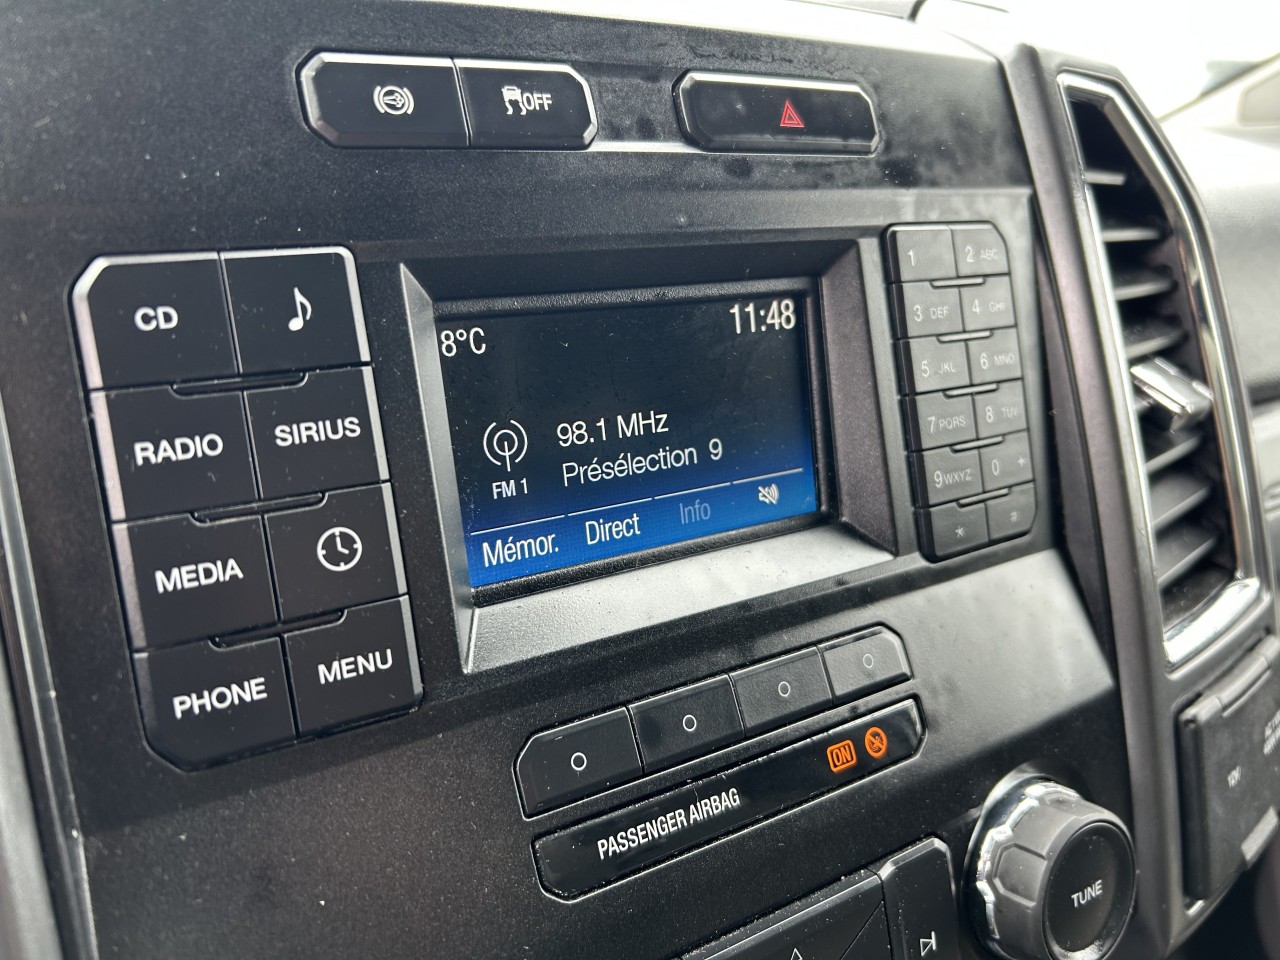 OFF
CD
RADIO
SIRIUS
MEDIA
PHONE
MENU
8°C
11:48
98.1 MHz
Présélection 9
FM 1
Mémor. Direct Info
1
2 ABC
3 DEF
4 GHI
5 JKL
6 MNO
7 PQRS
8 TUV
9 WXYZ
0 +
*
PASSENGER AIRBAG
ON
TUNE
12V